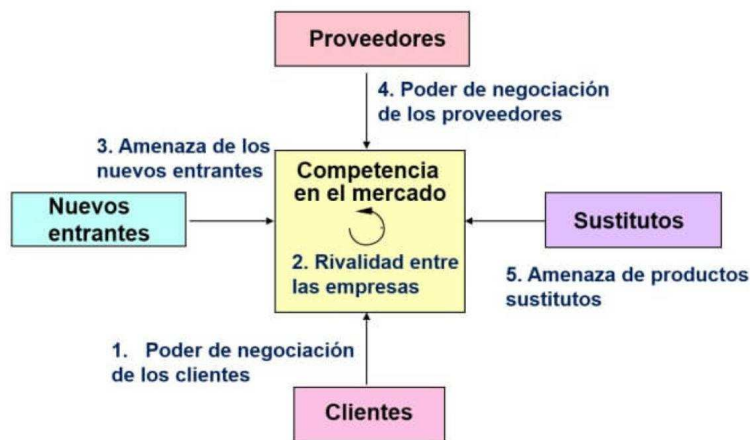 Proveedores
4. Poder de negociación
de los proveedores
3. Amenaza de los
nuevos entrantes
Competencia
en el mercado
Nuevos
entrantes
Sustitutos
2. Rivalidad entre
las empresas
5. Amenaza de productos
sustitutos
1. Poder de negociación
de los clientes
Clientes